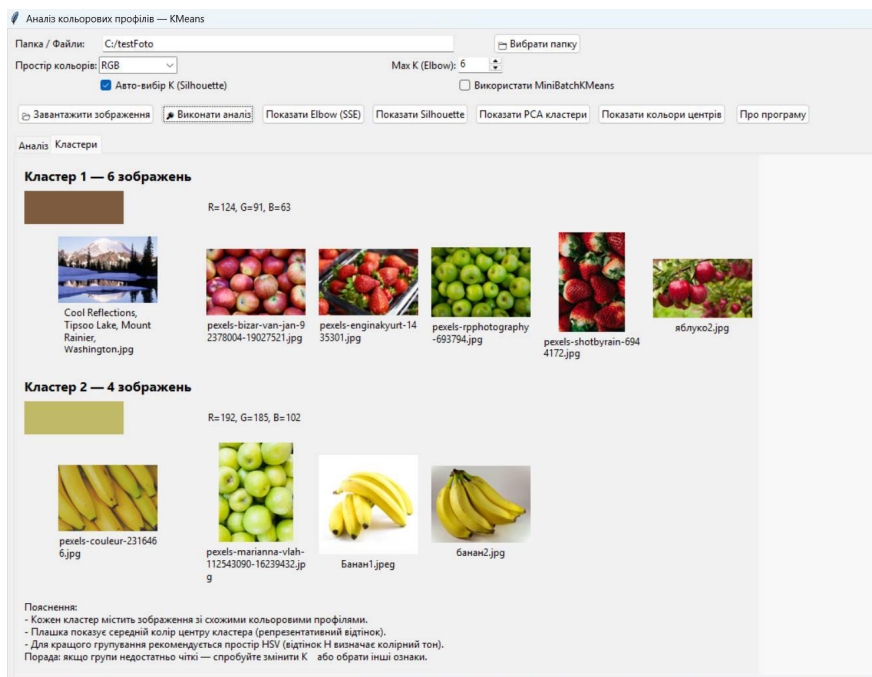 Аналіз кольорових профілів — KMeans
Папка / Файли: C:/testFoto Вибрати папку
Простір кольорів: RGB Max K (Elbow): 6
Авто-вибір K (Silhouette) Використати MiniBatchKMeans
Завантажити зображення Виконати аналіз Показати Elbow (SSE) Показати Silhouette Показати PCA кластери Показати кольори центрів Про програму
Аналіз Кластери
Кластер 1 — 6 зображень
R=124, G=91, B=63
Cool Reflections,
Tipsoo Lake, Mount
Rainier,
Washington.jpg
pexels-bizar-van-jan-9
2378004-19027521.jpg
pexels-enginakyurt-14
35301.jpg
pexels-rpphotography
-693794.jpg
pexels-shotbyrain-694
4172.jpg
яблуко2.jpg
Кластер 2 — 4 зображень
R=192, G=185, B=102
pexels-couleur-231646
6.jpg
pexels-marianna-vlah-
112543090-16239432.jp
g
Банан1.jpeg
банан2.jpg
Пояснення:
- Кожен кластер містить зображення зі схожими кольоровими профілями.
- Плашка показує середній колір центру кластера (репрезентативний відтінок).
- Для кращого групування рекомендується простір HSV (відтінок H визначає колірний тон).
Порада: якщо групи недостатньо чіткі — спробуйте змінити K або обрати інші ознаки.